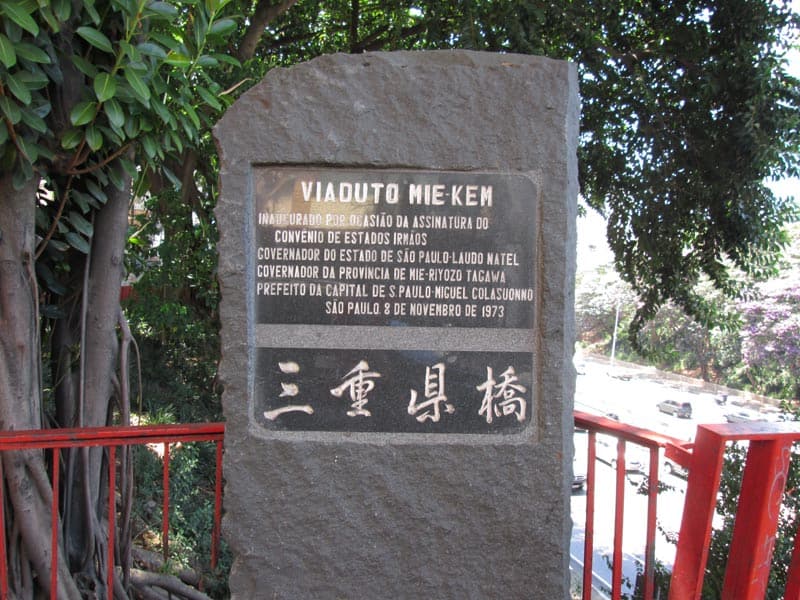 VIADUTO MIE-KEM
INAUGURADO POR OCASIÃO DA ASSINATURA DO
CONVÊNIO DE ESTADOS IRMÃOS
GOVERNADOR DO ESTADO DE SÃO PAULO-LAUDO NATEL
GOVERNADOR DA PROVÍNCIA DE MIE-RIYOZO TAGAWA
PREFEITO DA CAPITAL DE S.PAULO-MIGUEL COLASUONNO
SÃO PAULO. 8 DE NOVEMBRO DE 1973
三重県橋